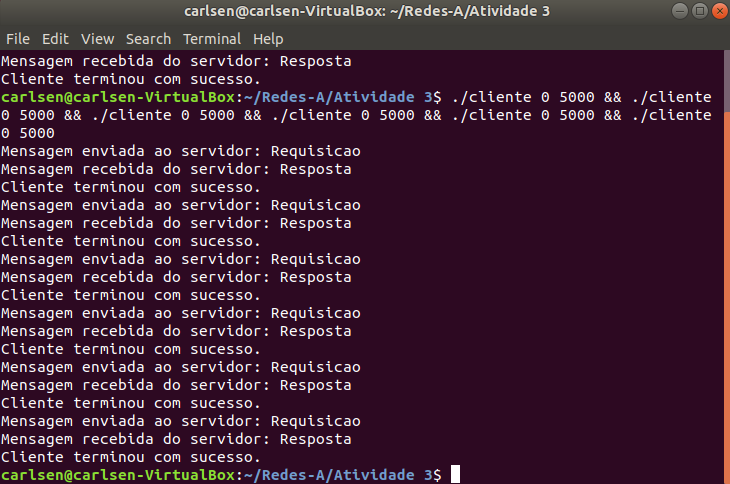 carlsen@carlsen-VirtualBox: ~/Redes-A/Atividade 3
File Edit View Search Terminal Help
Mensagem recebida do servidor: Resposta
Cliente terminou com sucesso.
carlsen@carlsen-VirtualBox:~/Redes-A/Atividade 3$ ./cliente 0 5000 && ./cliente
0 5000 && ./cliente 0 5000 && ./cliente 0 5000 && ./cliente 0 5000 && ./cliente
0 5000
Mensagem enviada ao servidor: Requisicao
Mensagem recebida do servidor: Resposta
Cliente terminou com sucesso.
Mensagem enviada ao servidor: Requisicao
Mensagem recebida do servidor: Resposta
Cliente terminou com sucesso.
Mensagem enviada ao servidor: Requisicao
Mensagem recebida do servidor: Resposta
Cliente terminou com sucesso.
Mensagem enviada ao servidor: Requisicao
Mensagem recebida do servidor: Resposta
Cliente terminou com sucesso.
Mensagem enviada ao servidor: Requisicao
Mensagem recebida do servidor: Resposta
Cliente terminou com sucesso.
Mensagem enviada ao servidor: Requisicao
Mensagem recebida do servidor: Resposta
Cliente terminou com sucesso.
carlsen@carlsen-VirtualBox:~/Redes-A/Atividade 3$